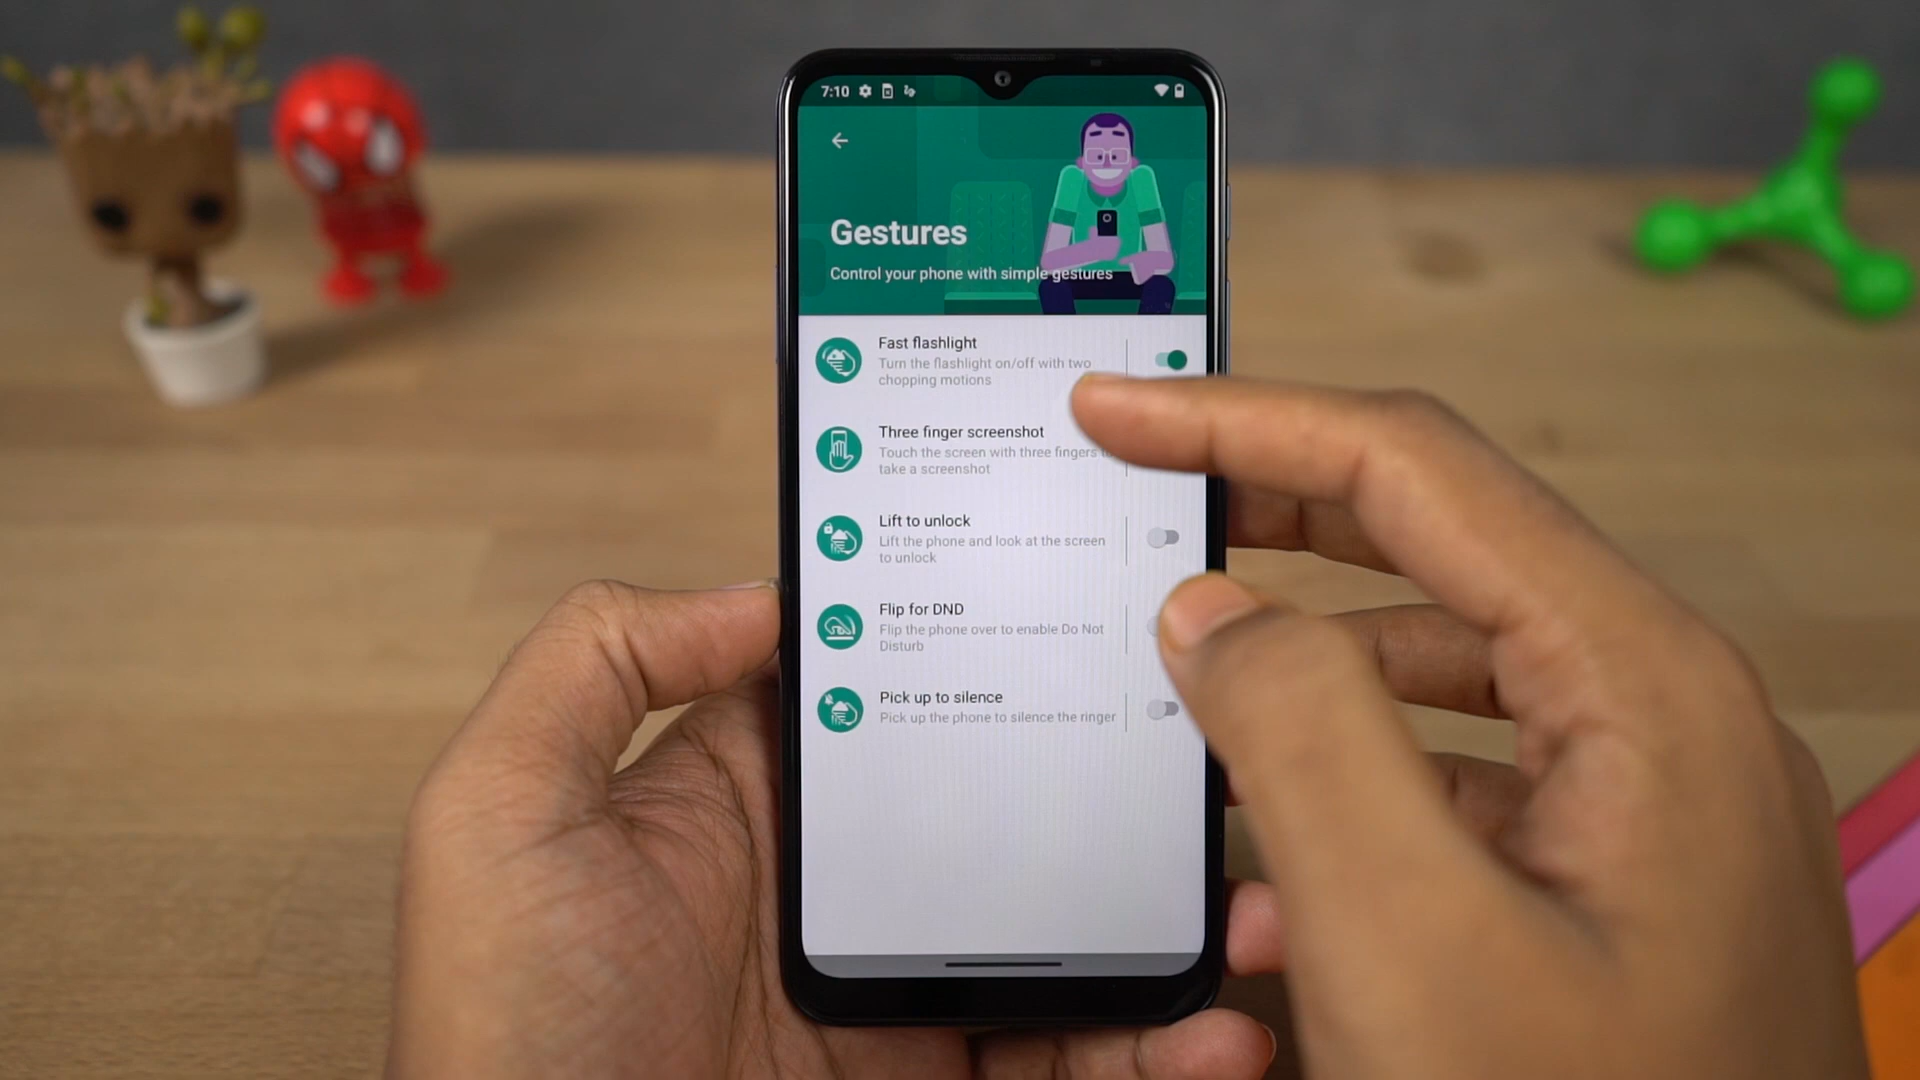 7:10
Gestures
Control your phone with simple gestures
Fast flashlight
Turn the flashlight on/off with two
chopping motions
Three finger screenshot
Touch the screen with three fingers
take a screenshot
Lift to unlock
Lift the phone and look at the screen
to unlock
Flip for DND
Flip the phone over to enable Do Not
Disturb
Pick up to silence
Pick up the phone to silence the ringer